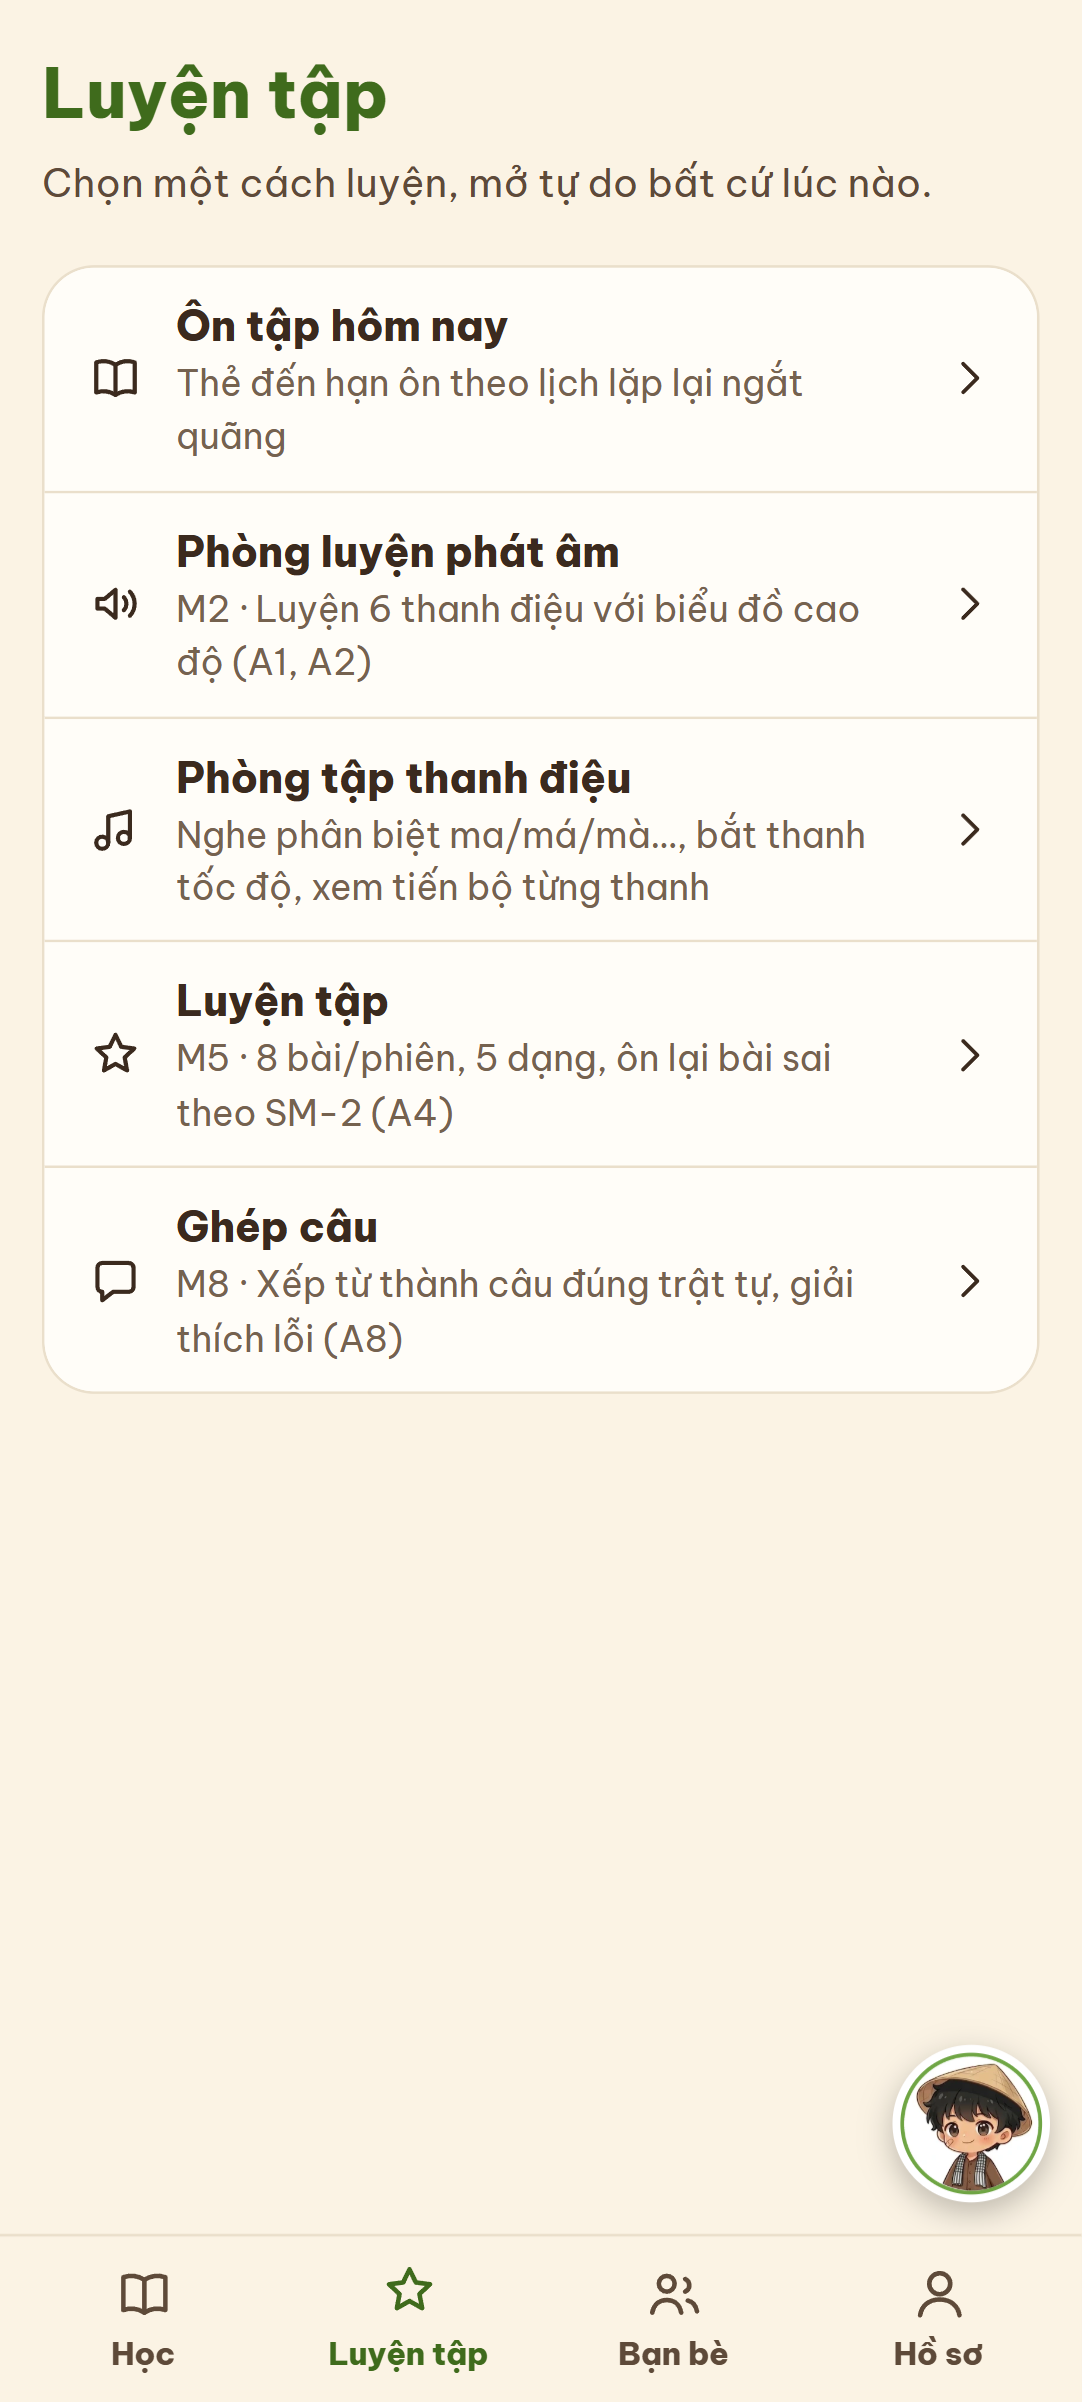 Luyện tập
Chọn một cách luyện, mở tự do bất cứ lúc nào.
Ôn tập hôm nay
Thẻ đến hạn ôn theo lịch lặp lại ngắt
quãng
Phòng luyện phát âm
M2 · Luyện 6 thanh điệu với biểu đồ cao
độ (A1, A2)
Phòng tập thanh điệu
Nghe phân biệt ma/má/mà..., bắt thanh
tốc độ, xem tiến bộ từng thanh
Luyện tập
M5 · 8 bài/phiên, 5 dạng, ôn lại bài sai
theo SM-2 (A4)
Ghép câu
M8 · Xếp từ thành câu đúng trật tự, giải
thích lỗi (A8)
Học
Luyện tập
Bạn bè
Hồ sơ